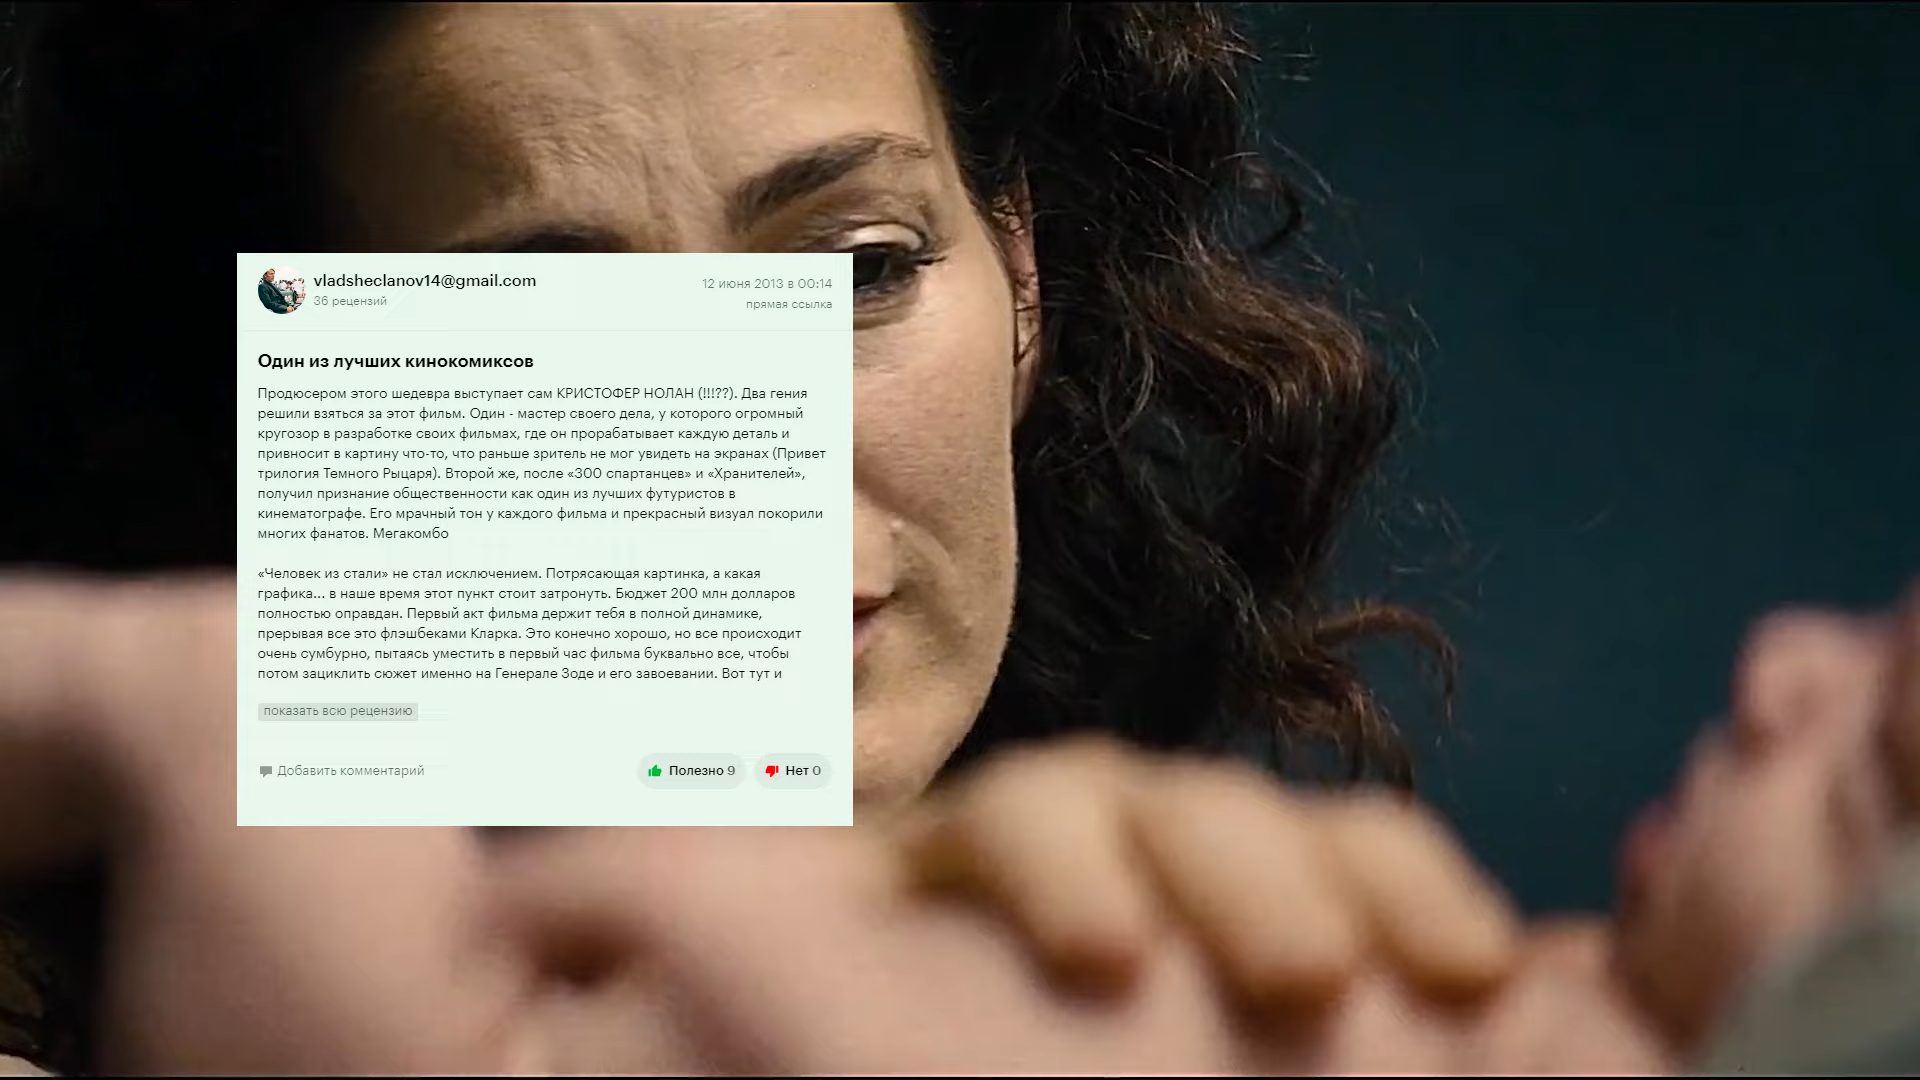 vladsheclanov14@gmail.com
36 рецензий
12 июня 2013 в 00:14
прямая ссылка
Один из лучших кинокомиксов
Продюсером этого шедевра выступает сам КРИСТОФЕР НОЛАН (!!!??). Два гения
решили взяться за этот фильм. Один - мастер своего дела, у которого огромный
кругозор в разработке своих фильмах, где он прорабатывает каждую деталь и
привносит в картину что-то, что раньше зритель не мог увидеть на экранах (Привет
трилогия Темного Рыцаря). Второй же, после «300 спартанцев» и «Хранителей»,
получил признание общественности как один из лучших футуристов в
кинематографе. Его мрачный тон у каждого фильма и прекрасный визуал покорили
многих фанатов. Мегакомбо
«Человек из стали» не стал исключением. Потрясающая картинка, а какая
графика... в наше время этот пункт стоит затронуть. Бюджет 200 млн долларов
полностью оправдан. Первый акт фильма держит тебя в полной динамике,
прерывая все это флэшбеками Кларка. Это конечно хорошо, но все происходит
очень сумбурно, пытаясь уместить в первый час фильма буквально все, чтобы
потом зациклить сюжет именно на Генерале Зоде и его завоевании. Вот тут и
показать всю рецензию
Добавить комментарий
Полезно 9
Нет 0